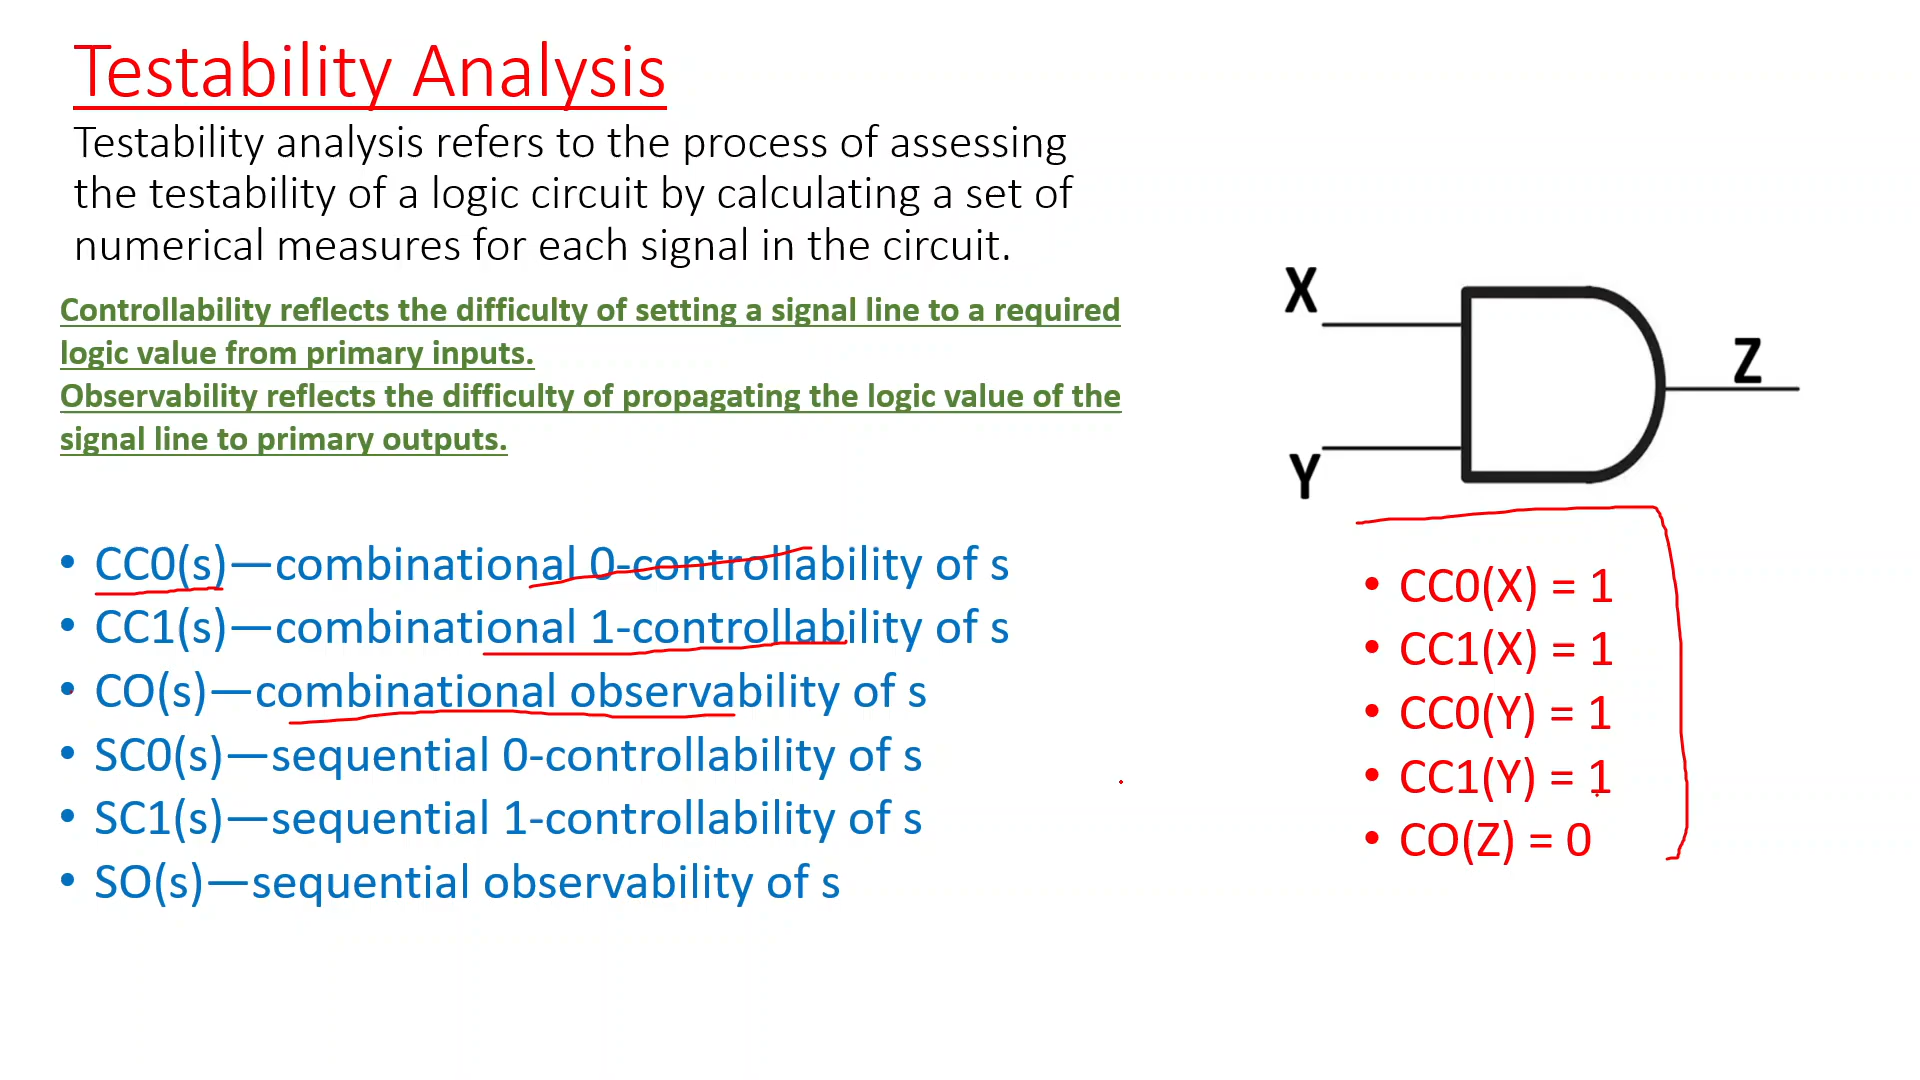 Testability Analysis
Testability analysis refers to the process of assessing
the testability of a logic circuit by calculating a set of
numerical measures for each signal in the circuit.
Controllability reflects the difficulty of setting a signal line to a required
logic value from primary inputs.
Observability reflects the difficulty of propagating the logic value of the
signal line to primary outputs.
• CC0(s)—combinational 0-controllability of s
• CC1(s)—combinational 1-controllability of s
• CO(s)—combinational observability of s
• SC0(s)—sequential 0-controllability of s
• SC1(s)—sequential 1-controllability of s
• SO(s)—sequential observability of s
X
Z
Y
• CC0(X) = 1
• CC1(X) = 1
• CC0(Y) = 1
• CC1(Y) = 1
• CO(Z) = 0